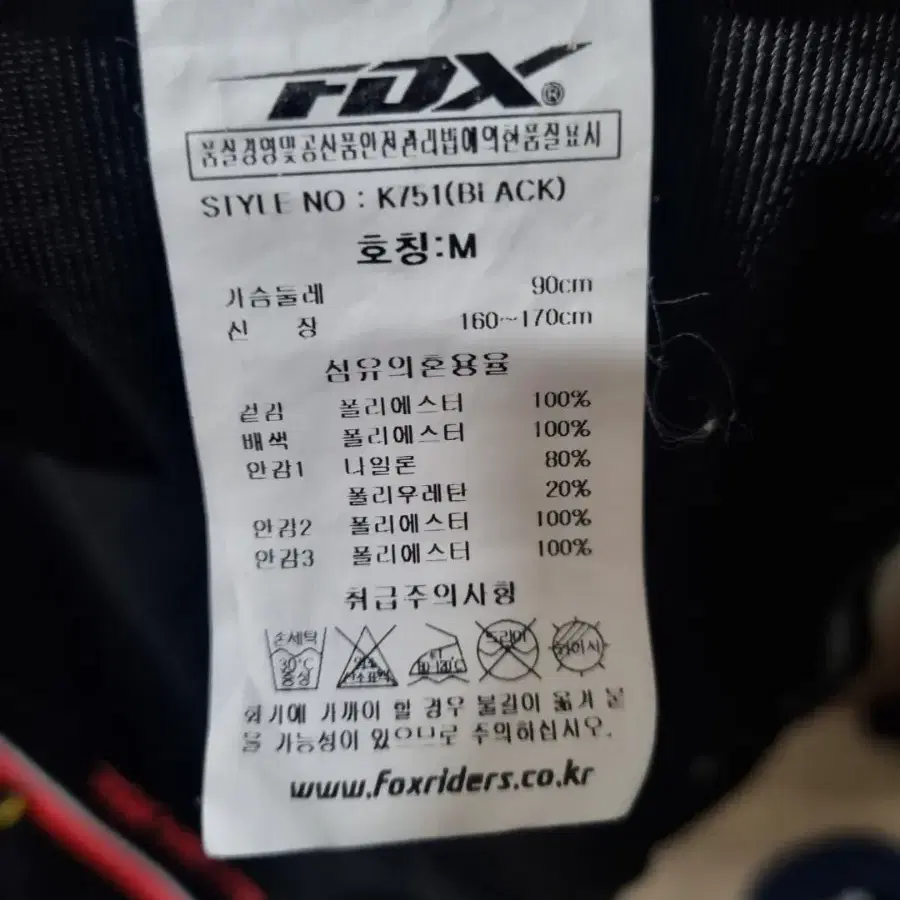 FOX®
품질경영및공산품안전관리법에의한품질표시
STYLE NO : K751(BLACK)
호칭:M
가슴둘레 90cm
신 장 160~170cm
섬유의혼용율
겉감 폴리에스터 100%
배색 폴리에스터 100%
안감1 나일론 80%
폴리우레탄 20%
안감2 폴리에스터 100%
안감3 폴리에스터 100%
취급주의사항
손세탁 30℃ 중성
염소 산소표백
드라이
화기에 가까이 할 경우 불길이 옮겨 붙
을 가능성이 있으므로 주의하십시오.
www.foxriders.co.kr